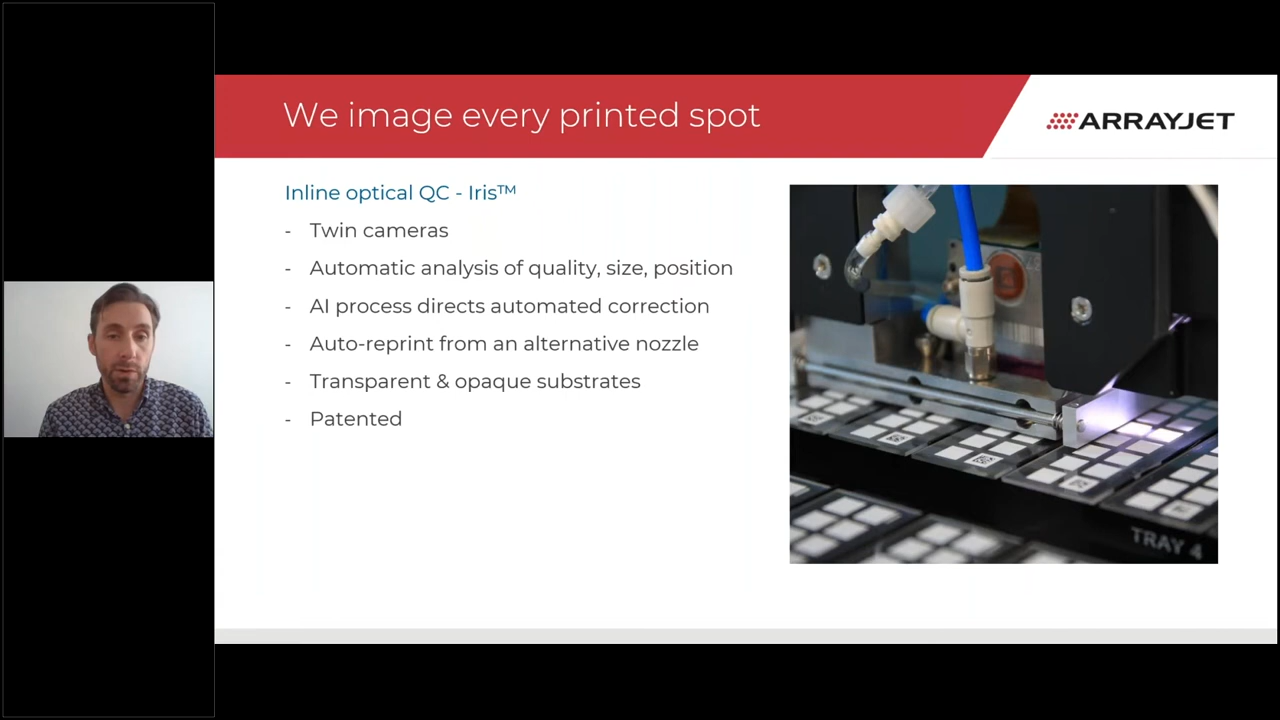 We image every printed spot
ARRAYJET
Inline optical QC - Iris™
- Twin cameras
- Automatic analysis of quality, size, position
- AI process directs automated correction
- Auto-reprint from an alternative nozzle
- Transparent & opaque substrates
- Patented
TRAY 4